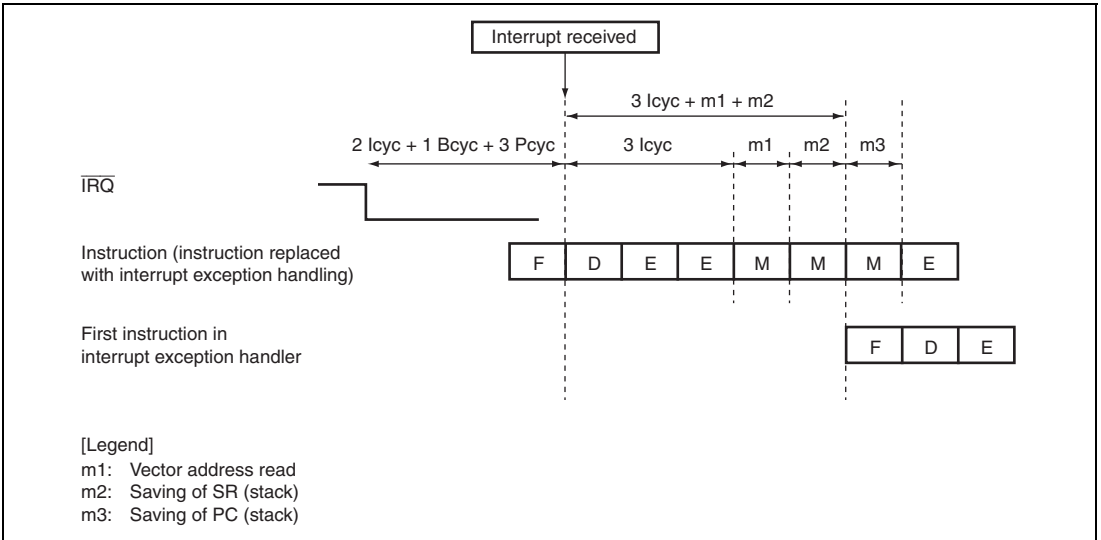 Interrupt received
3 Icyc + m1 + m2
2 Icyc + 1 Bcyc + 3 Pcyc 3 Icyc m1 m2 m3
IRQ
Instruction (instruction replaced
with interrupt exception handling)
F D E E M M M E
First instruction in
interrupt exception handler
F D E
[Legend]
m1: Vector address read
m2: Saving of SR (stack)
m3: Saving of PC (stack)